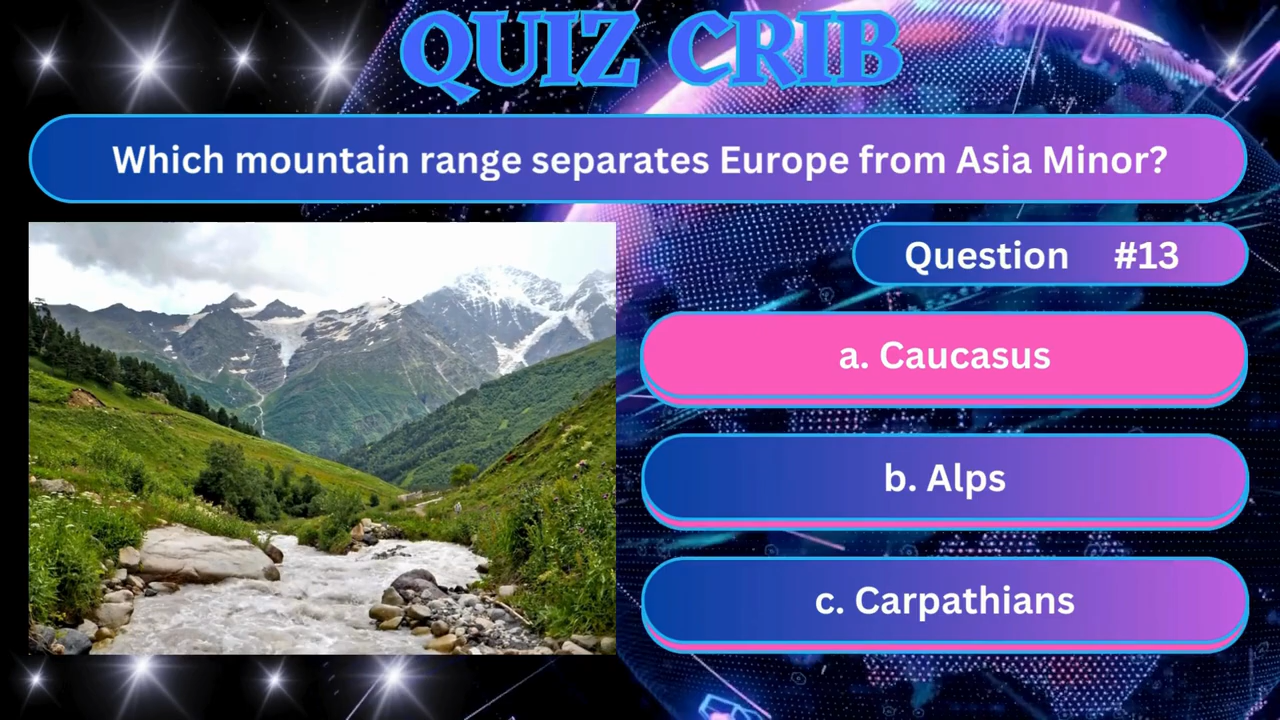 QUIZ CRIB
Which mountain range separates Europe from Asia Minor?
Question #13
a. Caucasus
b. Alps
c. Carpathians